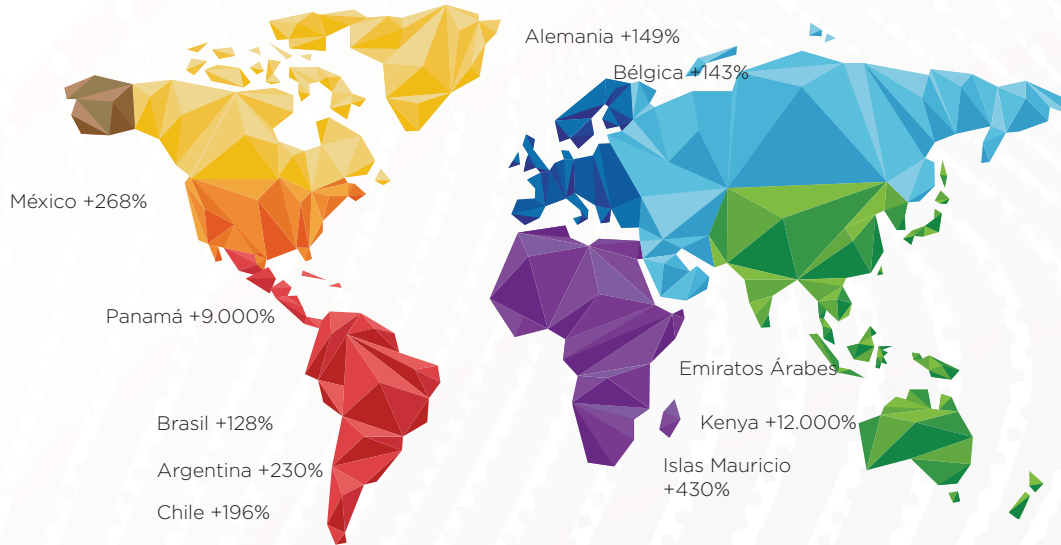 Alemania +149%
Bélgica +143%
México +268%
Panamá +9.000%
Emiratos Árabes
Brasil +128%
Kenya +12.000%
Argentina +230%
Islas Mauricio
+430%
Chile +196%